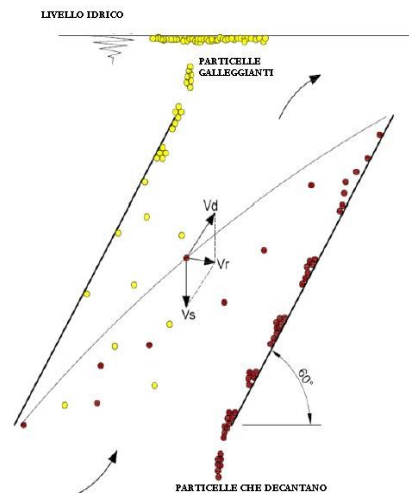 LIVELLO IDRICO
PARTICELLE
GALLEGGIANTI
Vd
Vr
Vs
60°
PARTICELLE CHE DECANTANO